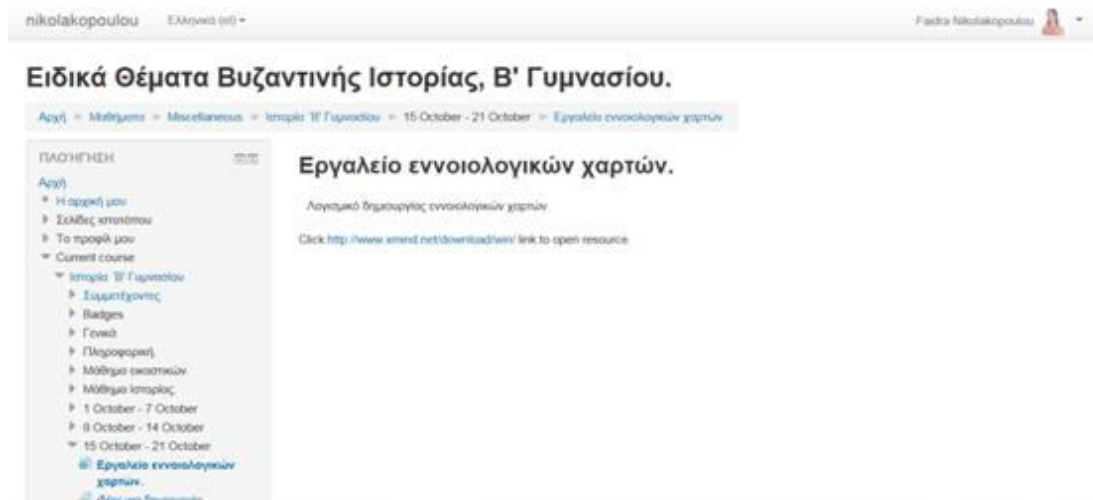 nikolakopoulou Ελληνικά (el)
Faidra Nikolakopoulou
Ειδικά Θέματα Βυζαντινής Ιστορίας, Β' Γυμνασίου.
Αρχή Μαθήματα Miscellaneous Ιστορία 'Β' Γυμνασίου 15 October - 21 October Εργαλείο εννοιολογικών χαρτών
ΠΛΟΉΓΗΣΗ
Αρχή
Η αρχική μου
Σελίδες ιστοτόπου
Το προφίλ μου
Current course
Ιστορία 'Β' Γυμνασίου
Συμμετέχοντες
Badges
Γενικά
Πληροφορική
Μάθημα εικαστικών
Μάθημα Ιστορίας
1 October - 7 October
8 October - 14 October
15 October - 21 October
Εργαλείο εννοιολογικών
χαρτών.
Εργαλείο εννοιολογικών χαρτών.
Λογισμικό δημιουργίας εννοιολογικών χαρτών
Click http://www.xmind.net/download/win/ link to open resource.